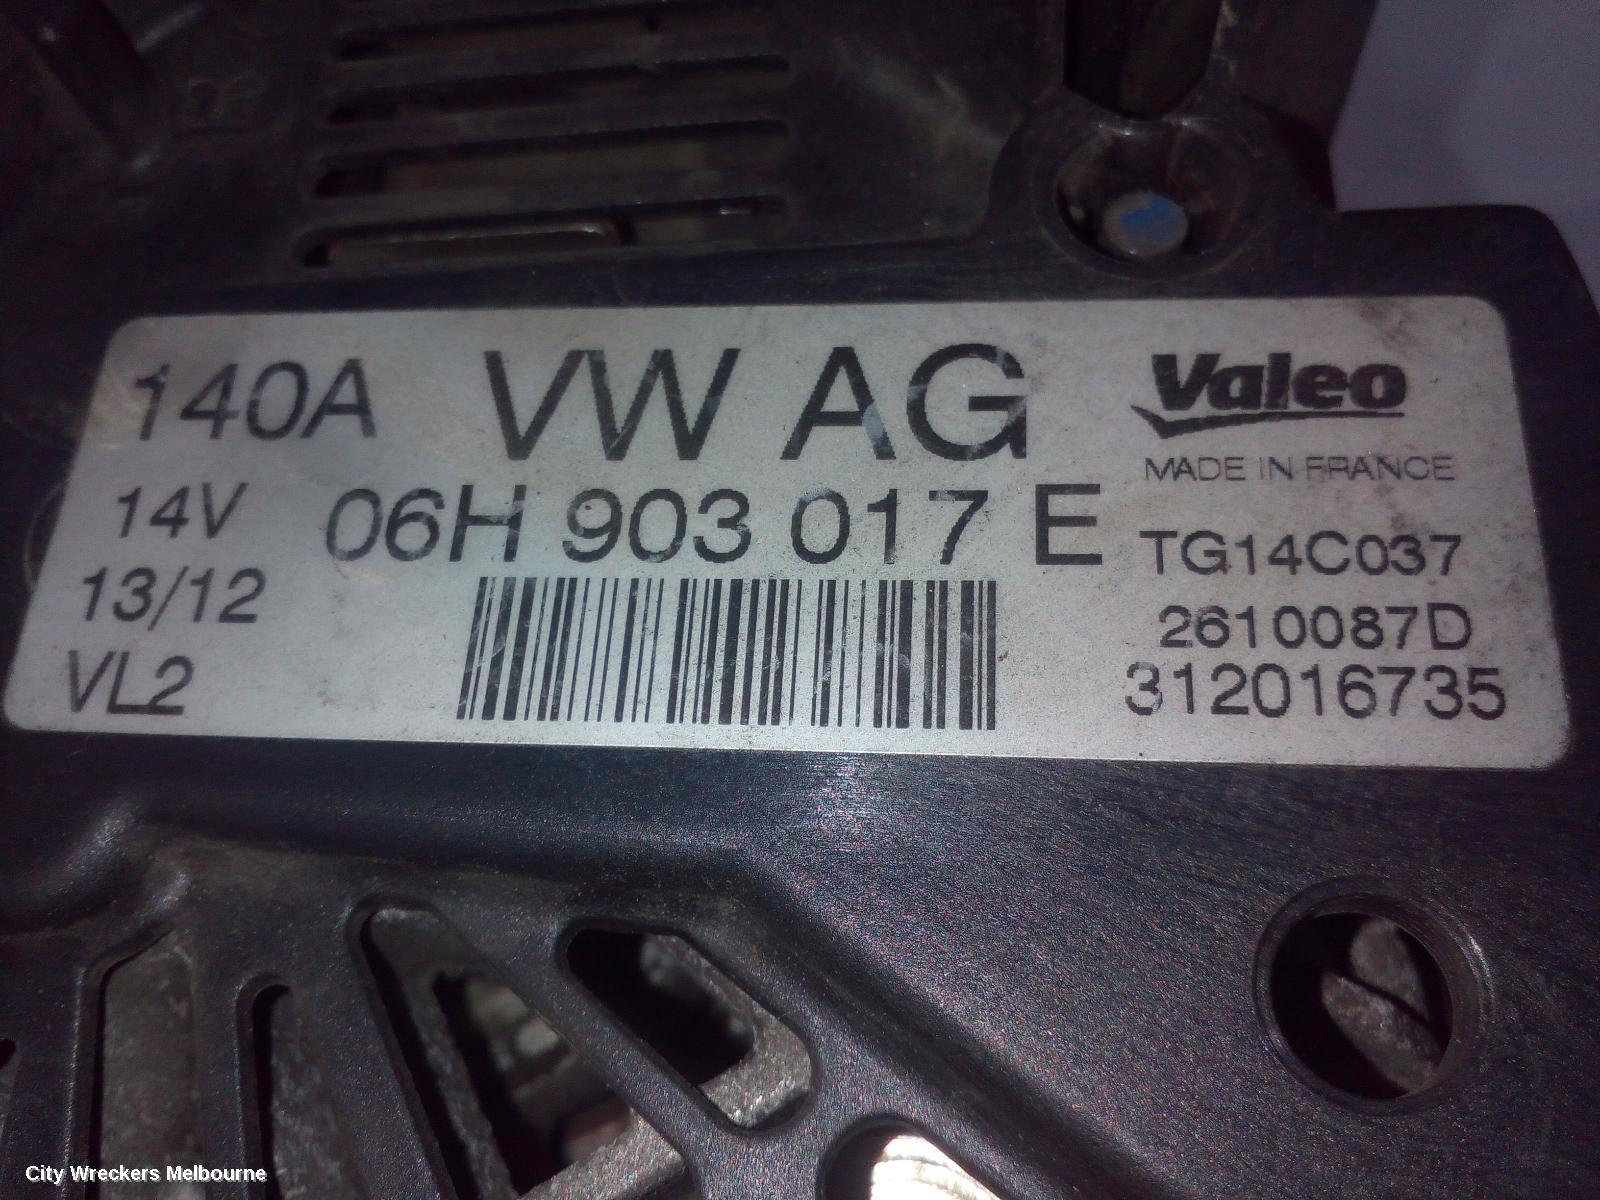 140A VW AG Valeo
MADE IN FRANCE
14V 06H 903 017 E TG14C037
13/12 2610087D
VL2 312016735
City Wreckers Melbourne